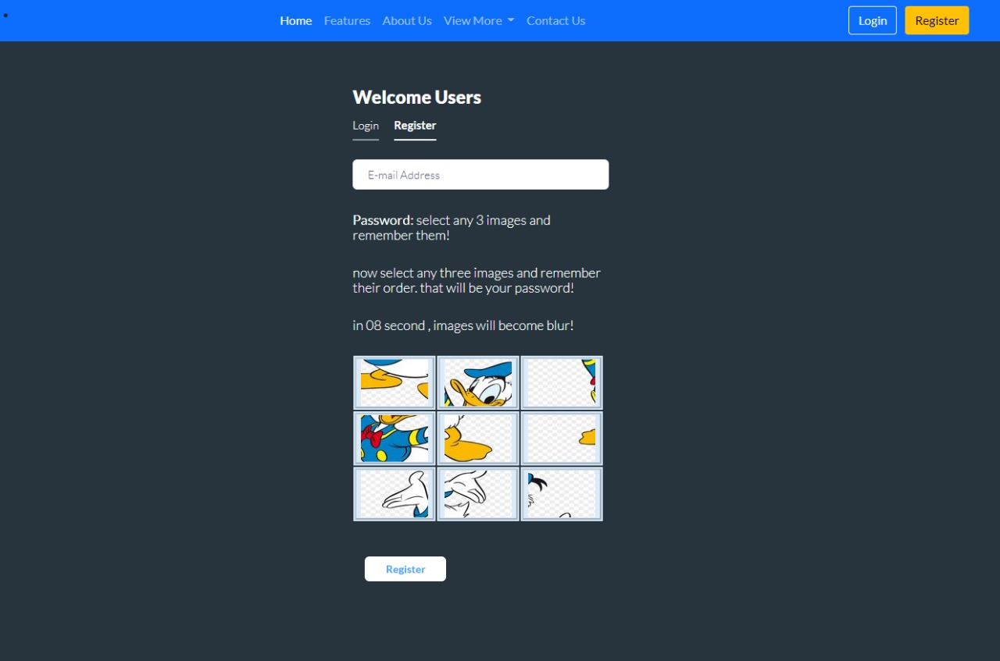 Home Features About Us View More Contact Us Login Register
Welcome Users
Login Register
E-mail Address
Password: select any 3 images and
remember them!
now select any three images and remember
their order. that will be your password!
in 08 second , images will become blur!
Register